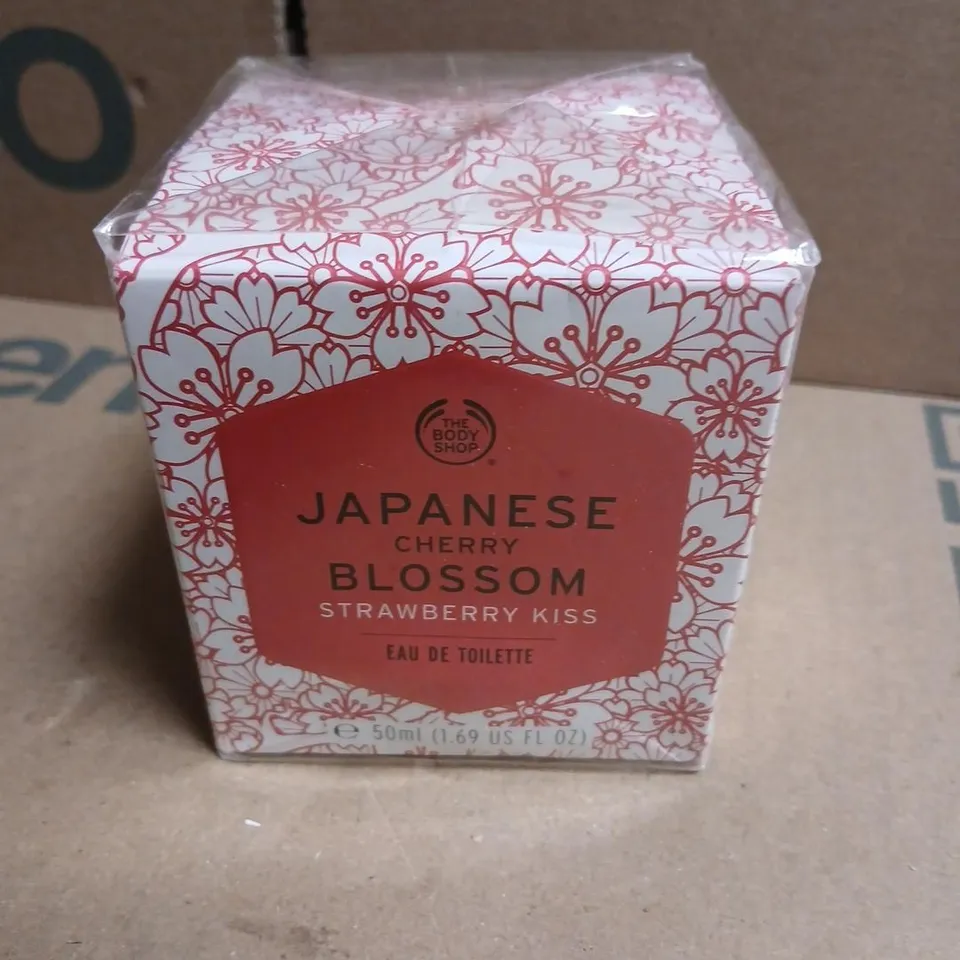 THE
BODY
SHOP
JAPANESE
CHERRY
BLOSSOM
STRAWBERRY KISS
EAU DE TOILETTE
e 50ml (1.69 US FL OZ)